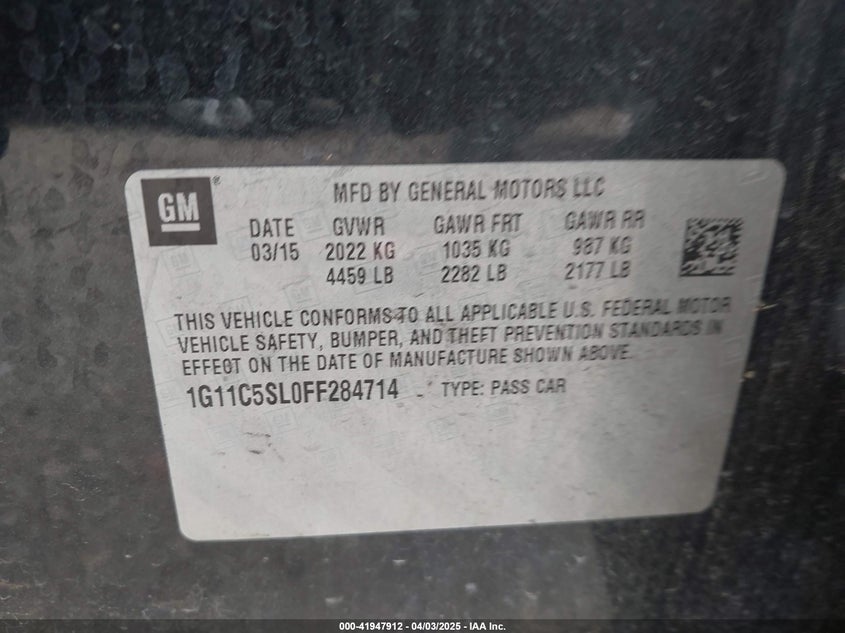 GM®
MFD BY GENERAL MOTORS LLC
DATE GVWR GAWR FRT GAWR RR
03/15 2022 KG 1035 KG 987 KG
4459 LB 2282 LB 2177 LB
THIS VEHICLE CONFORMS TO ALL APPLICABLE U.S. FEDERAL MOTOR
VEHICLE SAFETY, BUMPER, AND THEFT PREVENTION STANDARDS IN
EFFECT ON THE DATE OF MANUFACTURE SHOWN ABOVE.
1G11C5SL0FF284714 TYPE: PASS CAR
000-41947912 - 04/03/2025 - IAA Inc.